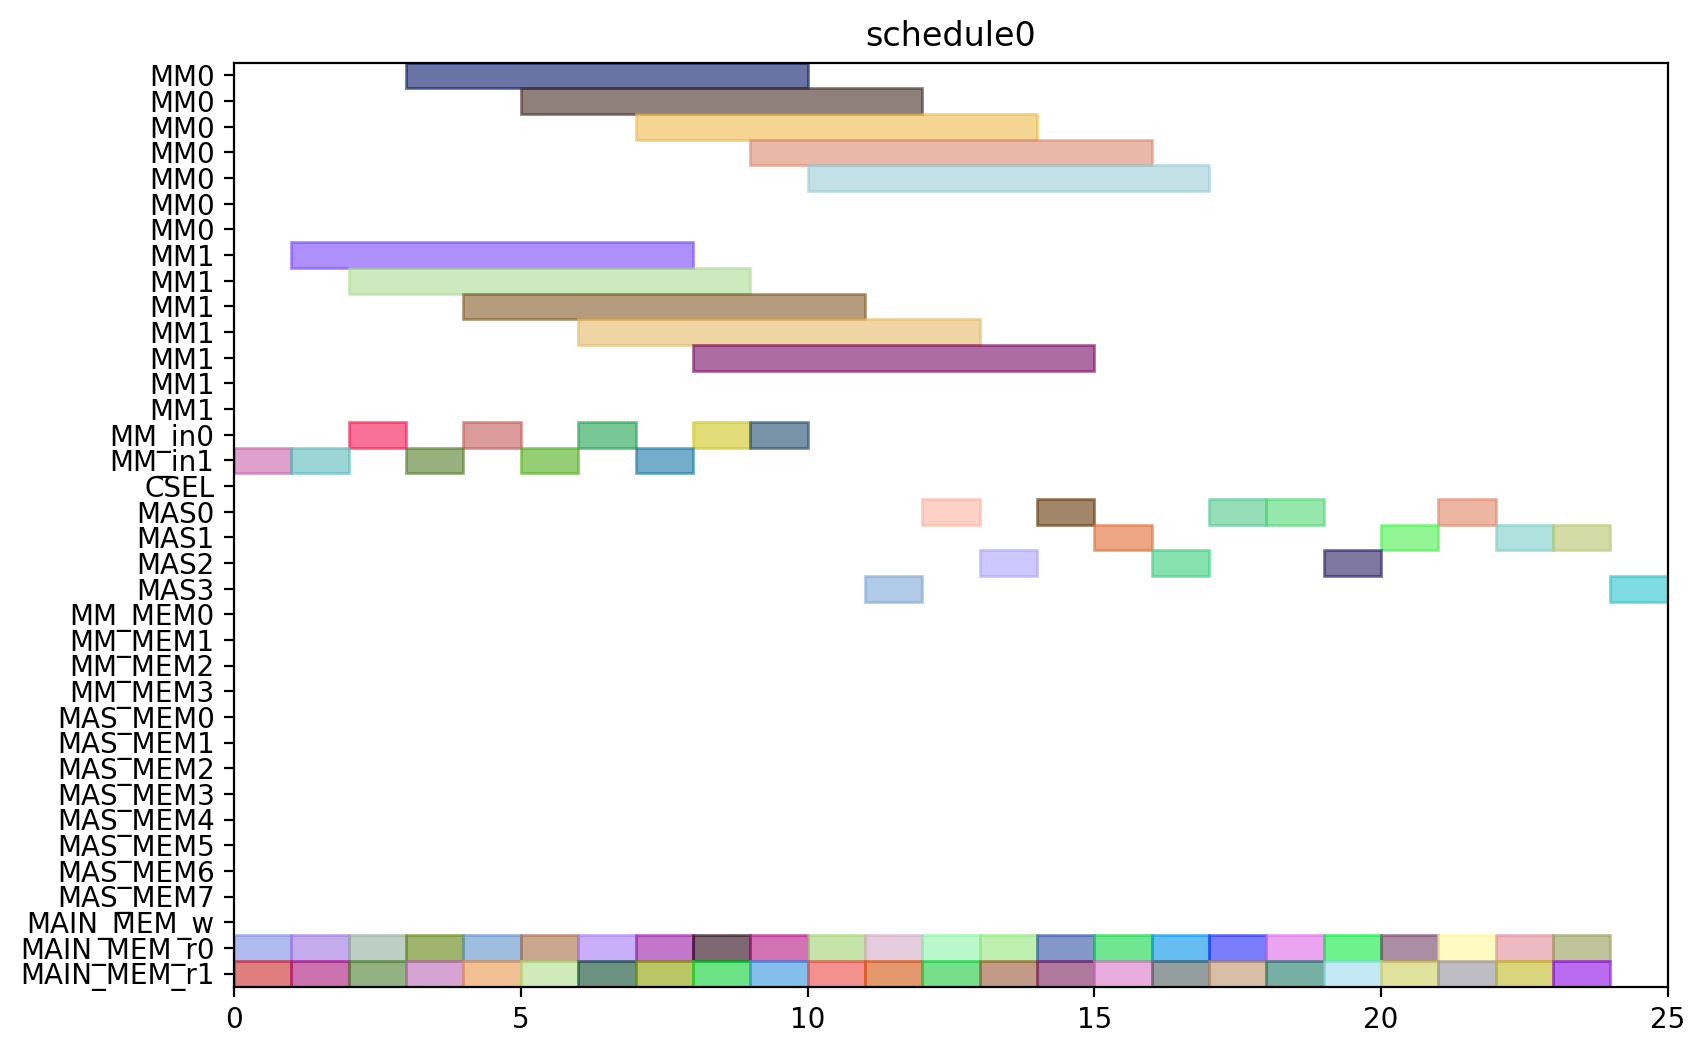 schedule0
MM0
MM0
MM0
MM0
MM0
MM0
MM0
MM1
MM1
MM1
MM1
MM1
MM1
MM1
MM_in0
MM_in1
CSEL
MAS0
MAS1
MAS2
MAS3
MM_MEM0
MM_MEM1
MM_MEM2
MM_MEM3
MAS_MEM0
MAS_MEM1
MAS_MEM2
MAS_MEM3
MAS_MEM4
MAS_MEM5
MAS_MEM6
MAS_MEM7
MAIN_MEM_w
MAIN_MEM_r0
MAIN_MEM_r1
0 5 10 15 20 25